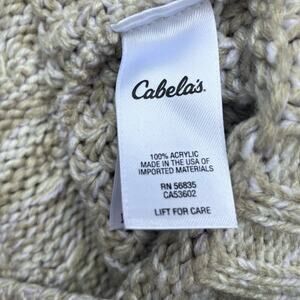 Cabela's
100% ACRYLIC
MADE IN THE USA OF
IMPORTED MATERIALS
RN 56835
CA53602
LIFT FOR CARE